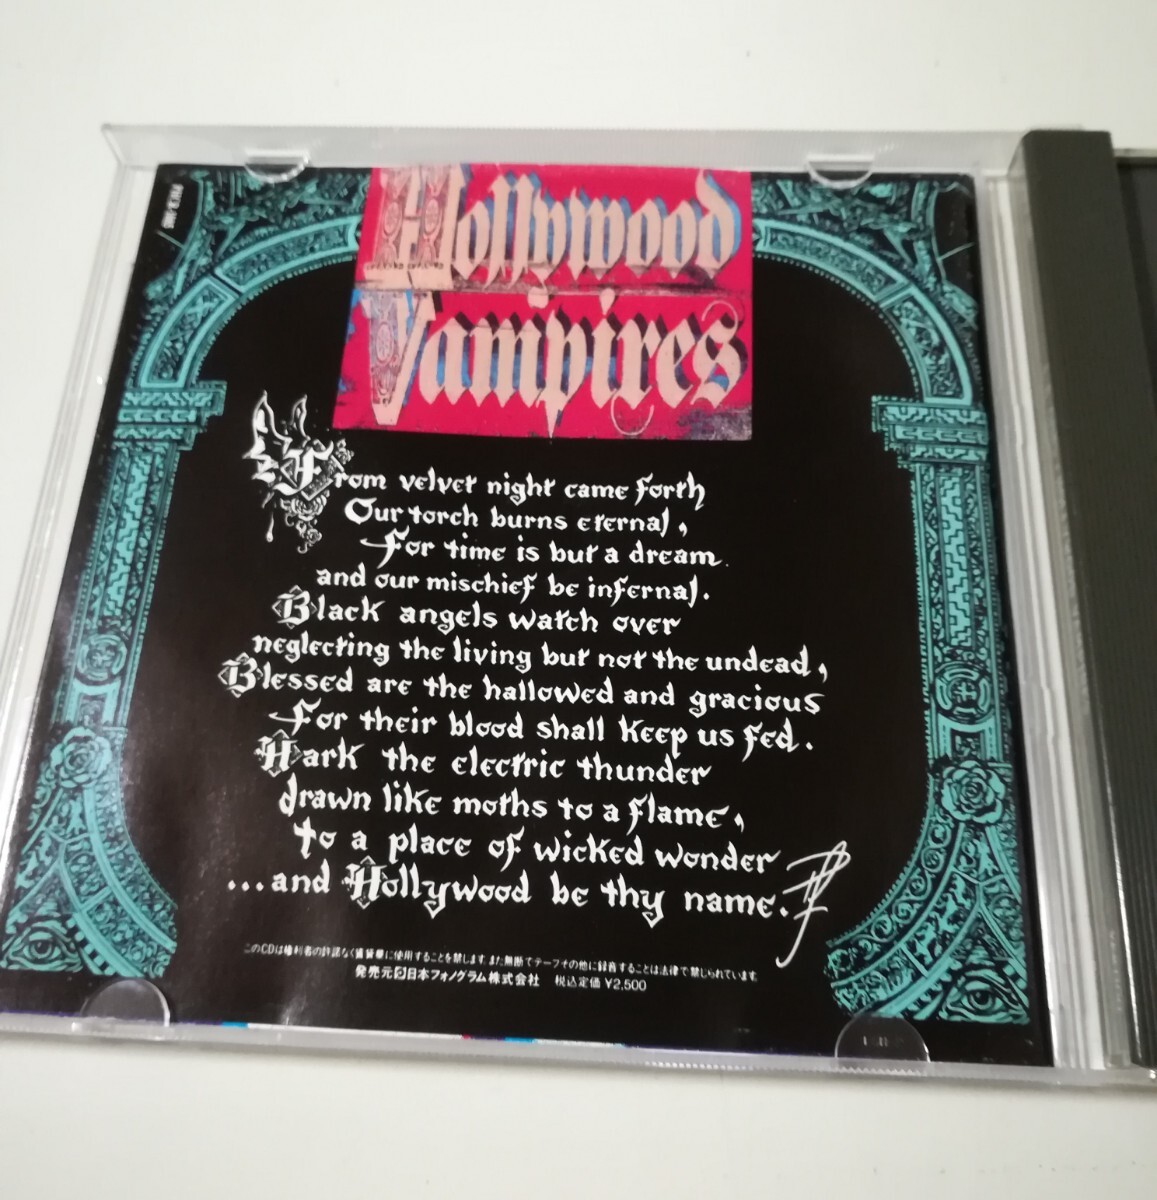 Hollywood
Vampires
From velvet night came forth
Our torch burns eternal,
For time is but a dream
and our mischief be infernal.
Black angels watch over
neglecting the living but not the undead,
Blessed are the hallowed and gracious
For their blood shall keep us fed.
Hark the electric thunder
drawn like moths to a flame,
to a place of wicked wonder
...and Hollywood be thy name.
このCDは権利者の許諾なく賃貸業に使用することを禁じます。また無断でテープその他に録音することは法律で禁じられています。
発売元 日本フォノグラム株式会社 税込定価 ¥2,500